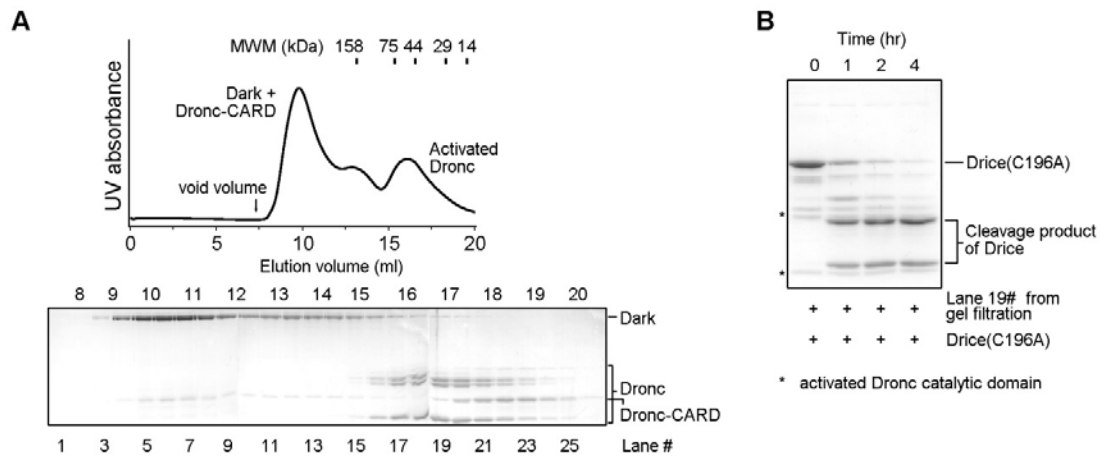 A
MWM (kDa) 158 75 44 29 14
Dark +
Dronc-CARD
Activated
Dronc
UV absorbance
void volume
0 5 10 15 20
Elution volume (ml)
8 9 10 11 12 13 14 15 16 17 18 19 20
Dark
Dronc
Dronc-CARD
1 3 5 7 9 11 13 15 17 19 21 23 25 Lane #
B
Time (hr)
0 1 2 4
Drice(C196A)
*
Cleavage product
of Drice
*
+ + + + Lane 19# from
gel filtration
+ + + + Drice(C196A)
* activated Dronc catalytic domain